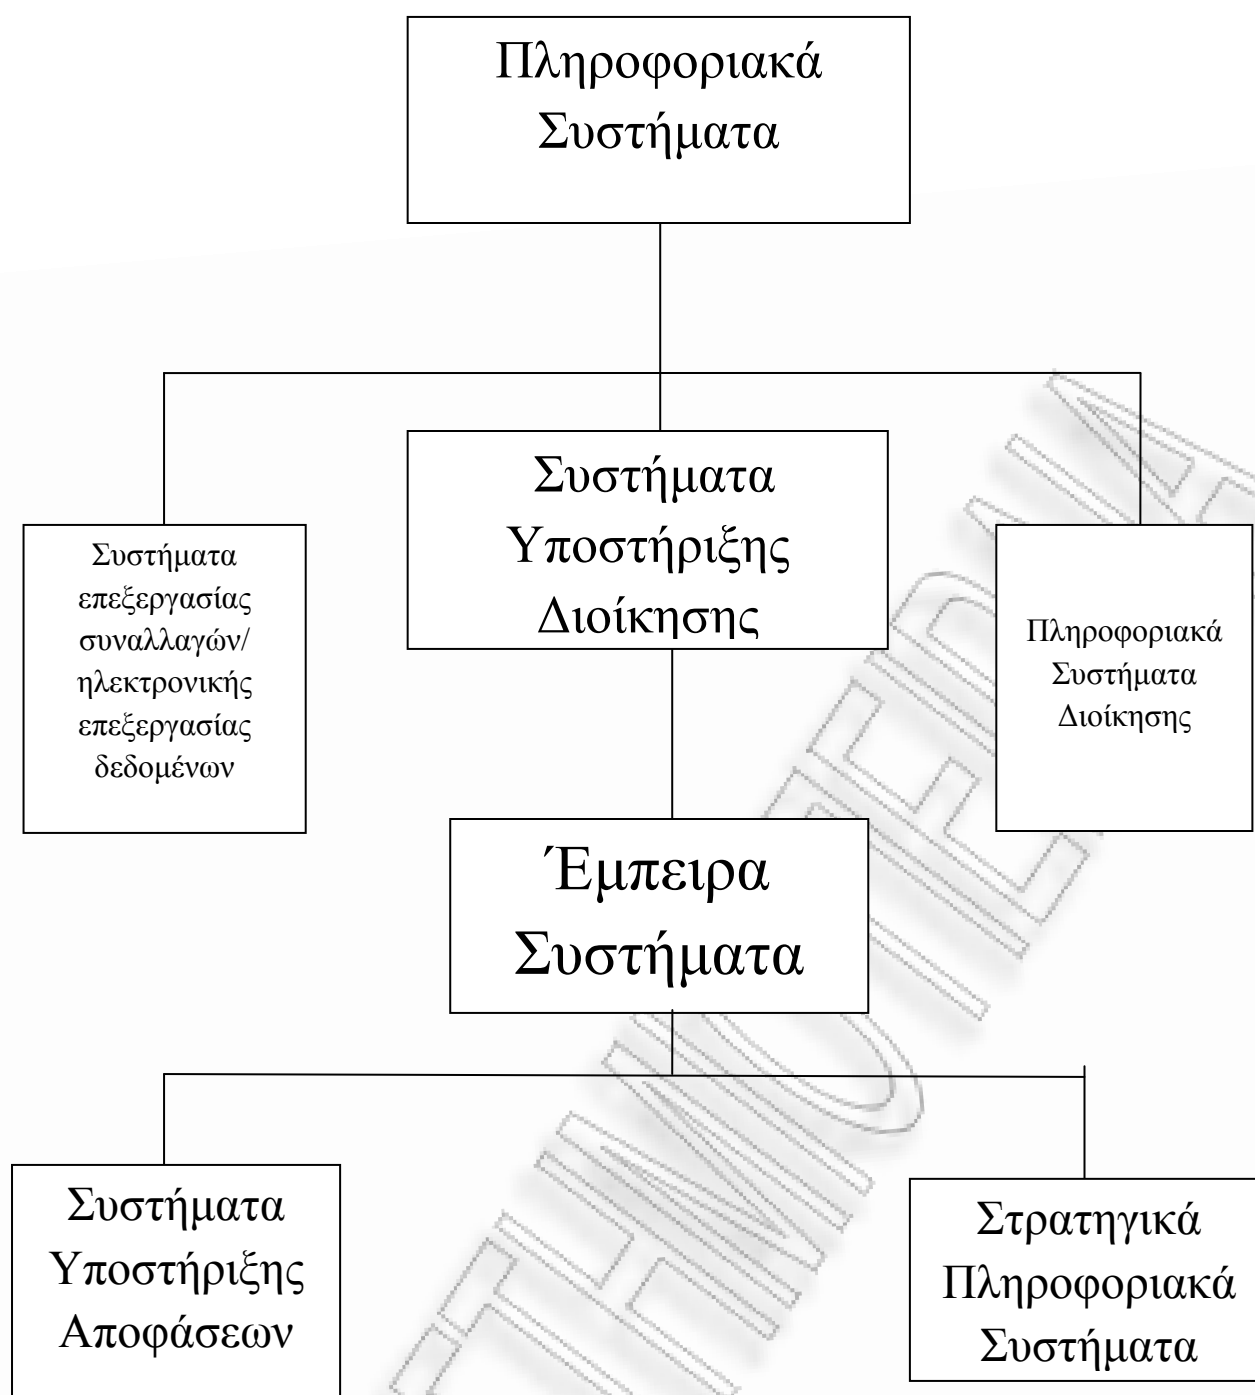 Πληροφοριακά
Συστήματα
Συστήματα
Υποστήριξης
Διοίκησης
Συστήματα
επεξεργασίας
συναλλαγών/
ηλεκτρονικής
επεξεργασίας
δεδομένων
Πληροφοριακά
Συστήματα
Διοίκησης
Έμπειρα
Συστήματα
Συστήματα
Υποστήριξης
Αποφάσεων
Στρατηγικά
Πληροφοριακά
Συστήματα